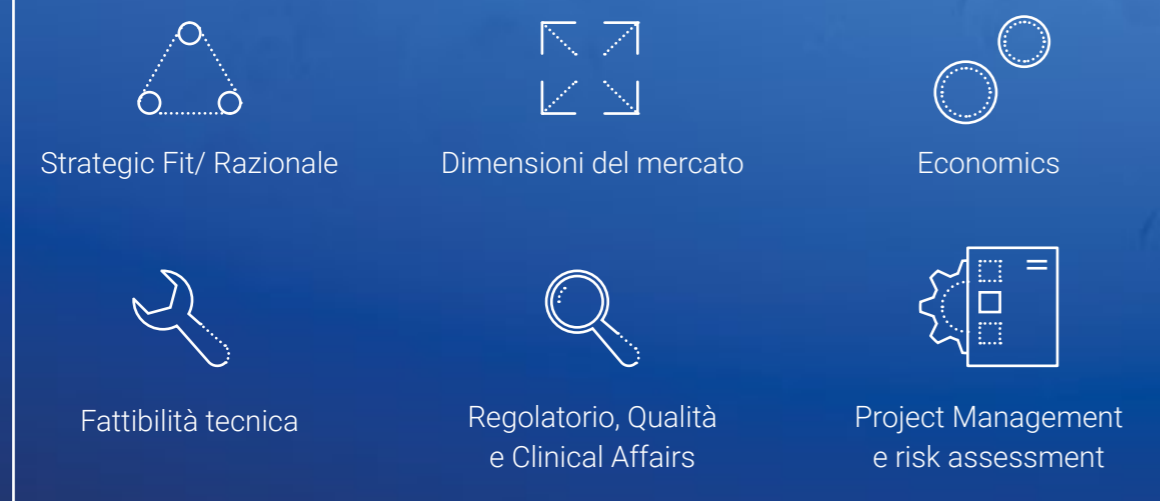 Strategic Fit/ Razionale
Dimensioni del mercato
Economics
Fattibilità tecnica
Regolatorio, Qualità
e Clinical Affairs
Project Management
e risk assessment